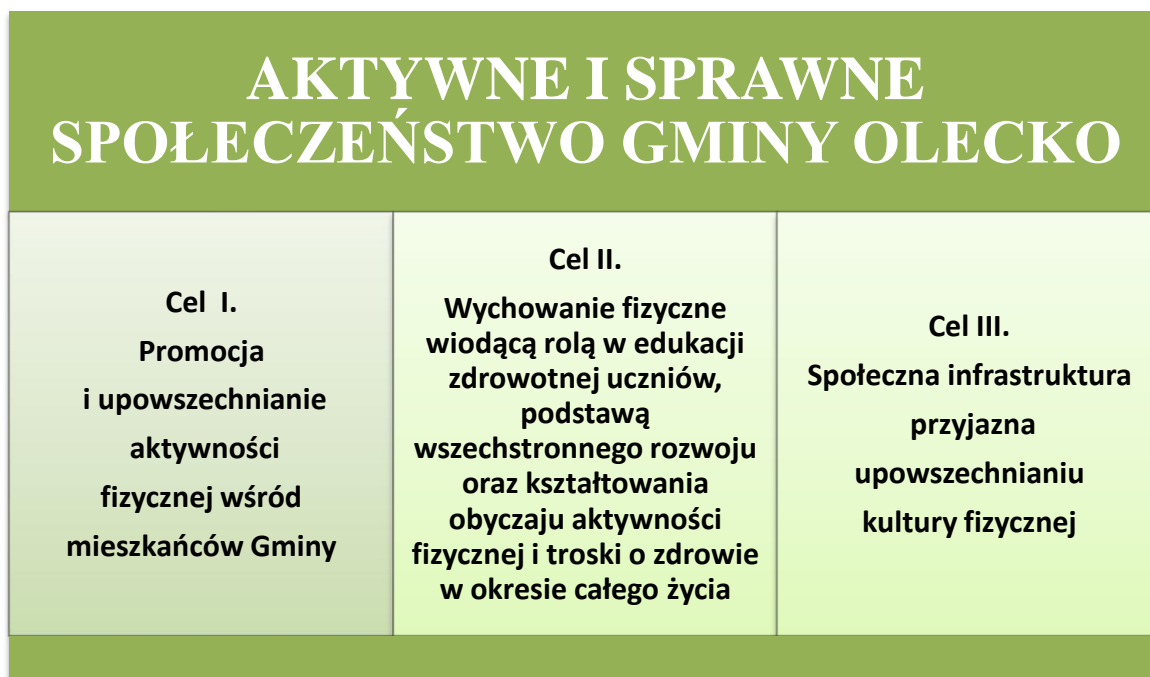 AKTYWNE I SPRAWNE
SPOŁECZEŃSTWO GMINY OLECKO
Cel I.
Promocja
i upowszechnianie
aktywności
fizycznej wśród
mieszkańców Gminy
Cel II.
Wychowanie fizyczne
wiodącą rolą w edukacji
zdrowotnej uczniów,
podstawą
wszechstronnego rozwoju
oraz kształtowania
obyczaju aktywności
fizycznej i troski o zdrowie
w okresie całego życia
Cel III.
Społeczna infrastruktura
przyjazna
upowszechnianiu
kultury fizycznej